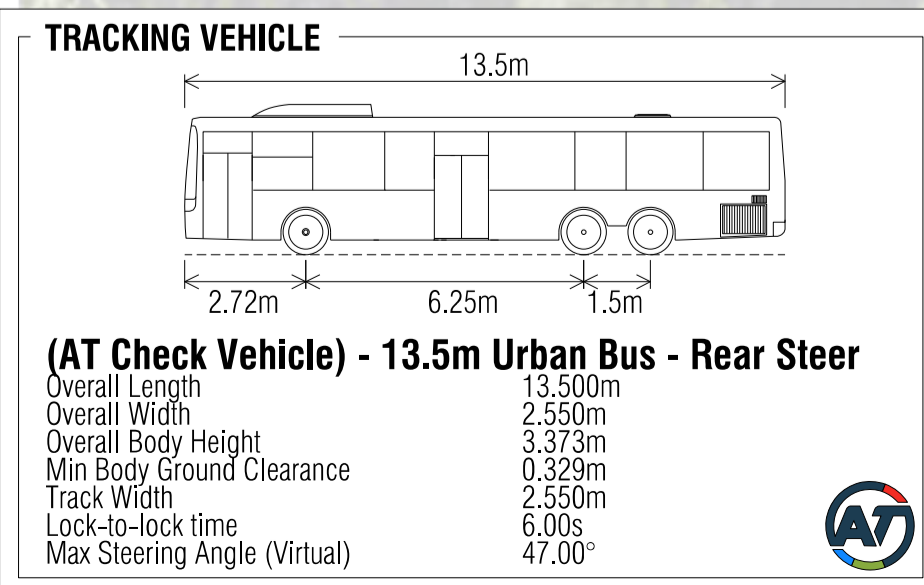 TRACKING VEHICLE
13.5m
2.72m 6.25m 1.5m
(AT Check Vehicle) - 13.5m Urban Bus - Rear Steer
Overall Length 13.500m
Overall Width 2.550m
Overall Body Height 3.373m
Min Body Ground Clearance 0.329m
Track Width 2.550m
Lock-to-lock time 6.00s
Max Steering Angle (Virtual) 47.00°
AT